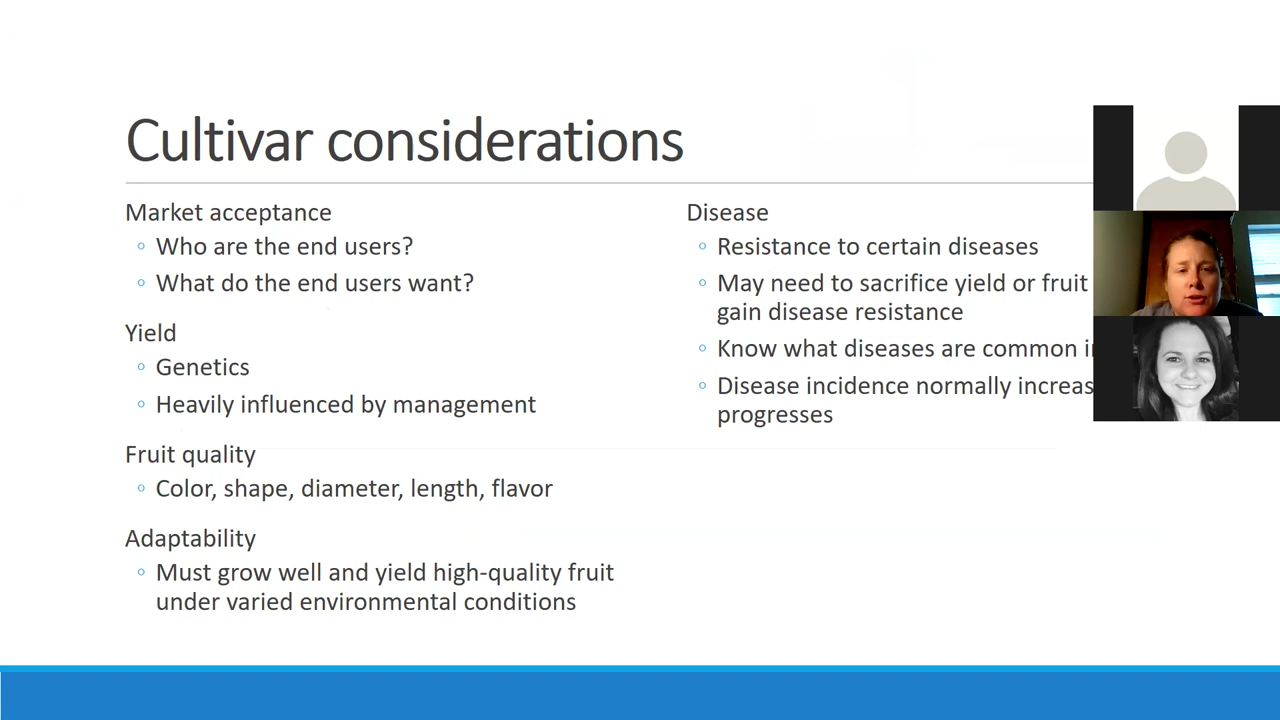 Cultivar considerations
Market acceptance
Who are the end users?
What do the end users want?
Yield
Genetics
Heavily influenced by management
Fruit quality
Color, shape, diameter, length, flavor
Adaptability
Must grow well and yield high-quality fruit
under varied environmental conditions
Disease
Resistance to certain diseases
May need to sacrifice yield or fruit
gain disease resistance
Know what diseases are common
Disease incidence normally
progresses